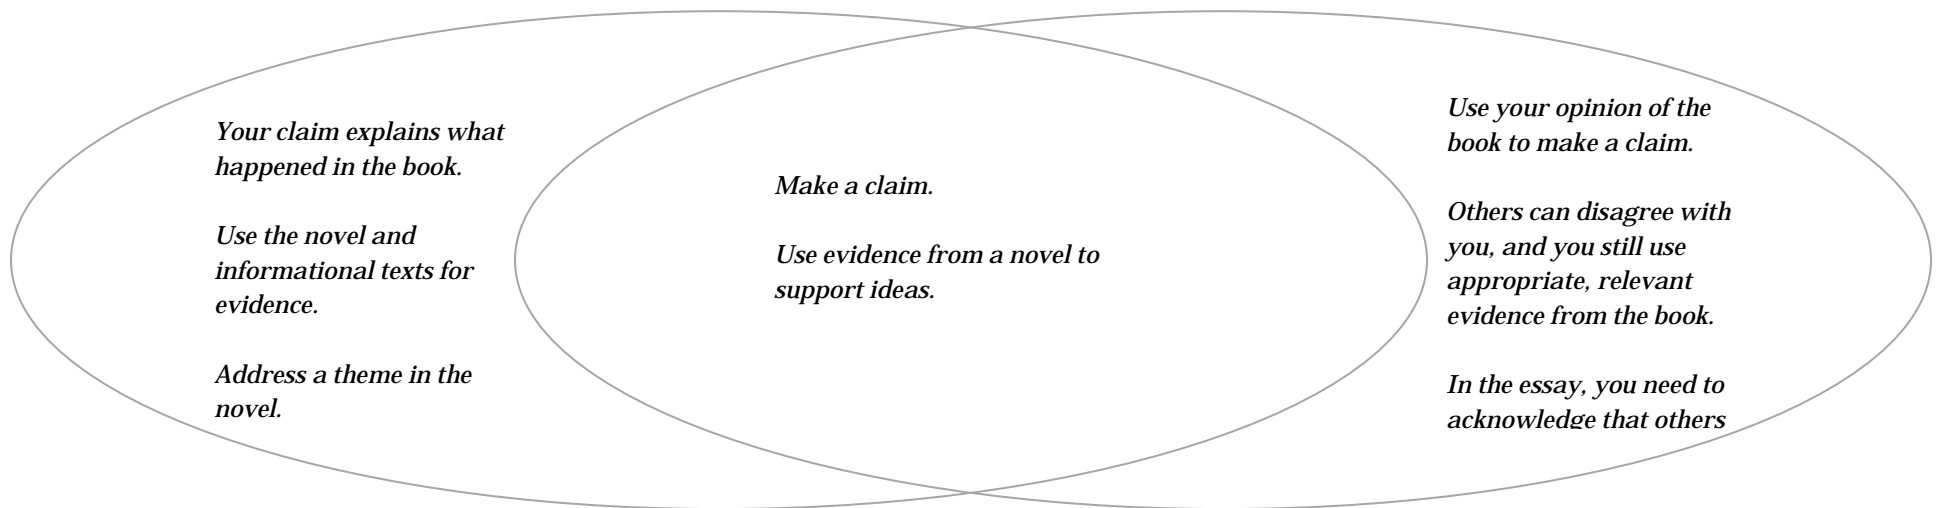 Your claim explains what
happened in the book.
Use the novel and
informational texts for
evidence.
Address a theme in the
novel.
Make a claim.
Use evidence from a novel to
support ideas.
Use your opinion of the
book to make a claim.
Others can disagree with
you, and you still use
appropriate, relevant
evidence from the book.
In the essay, you need to
acknowledge that others